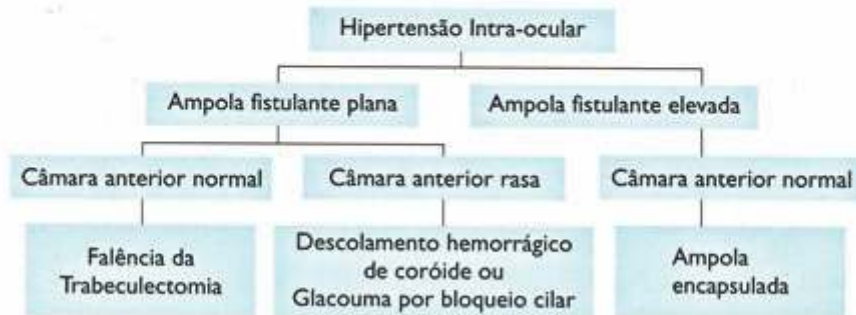 Hipertensão Intra-ocular
Ampola fistulante plana
Ampola fistulante elevada
Câmara anterior normal
Câmara anterior rasa
Câmara anterior normal
Falência da
Trabeculectomia
Descolamento hemorrágico
de coróide ou
Glacouma por bloqueio cilar
Ampola
encapsulada